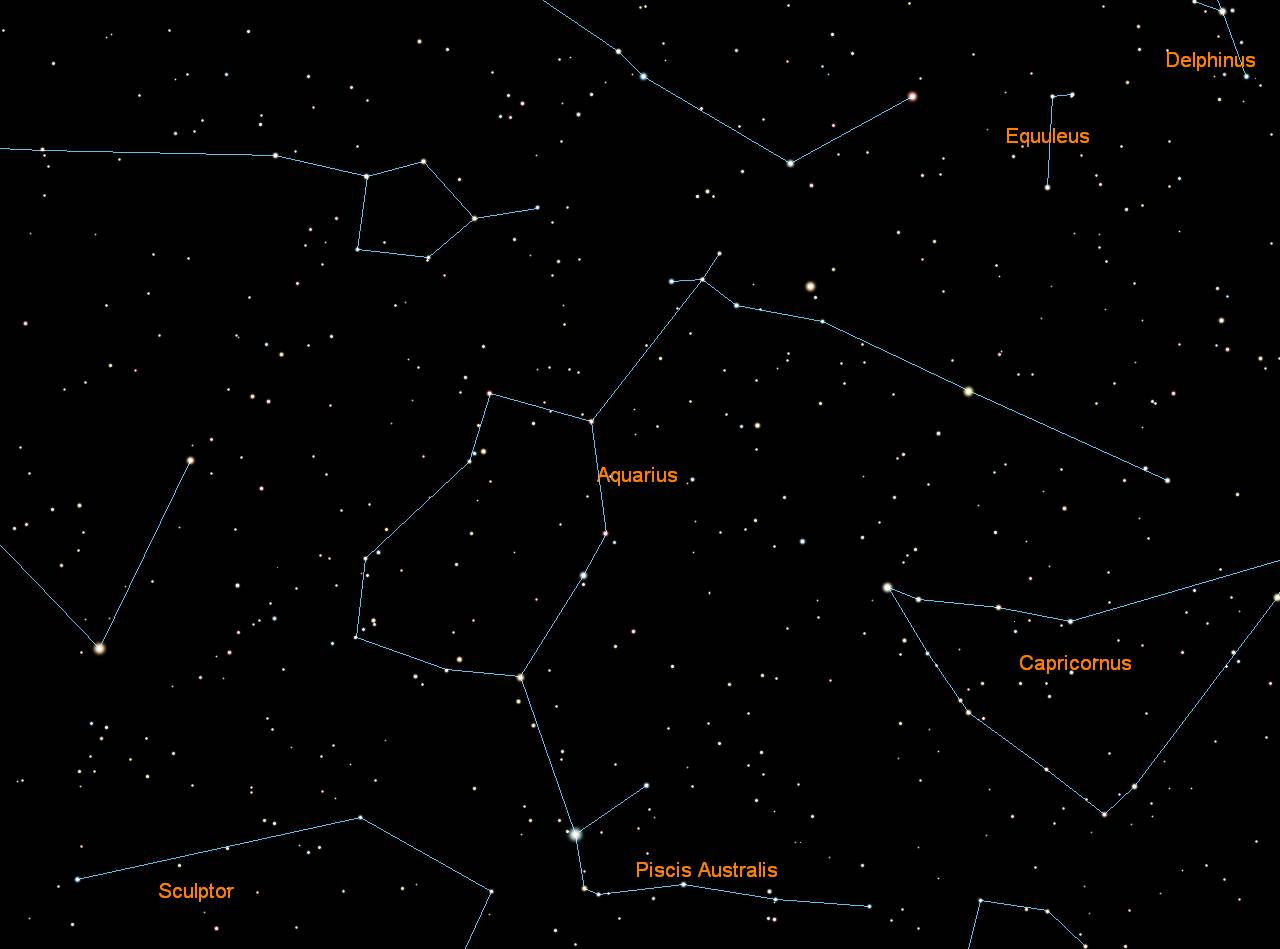 Delphinus
Equuleus
Aquarius
Capricornus
Piscis Australis
Sculptor